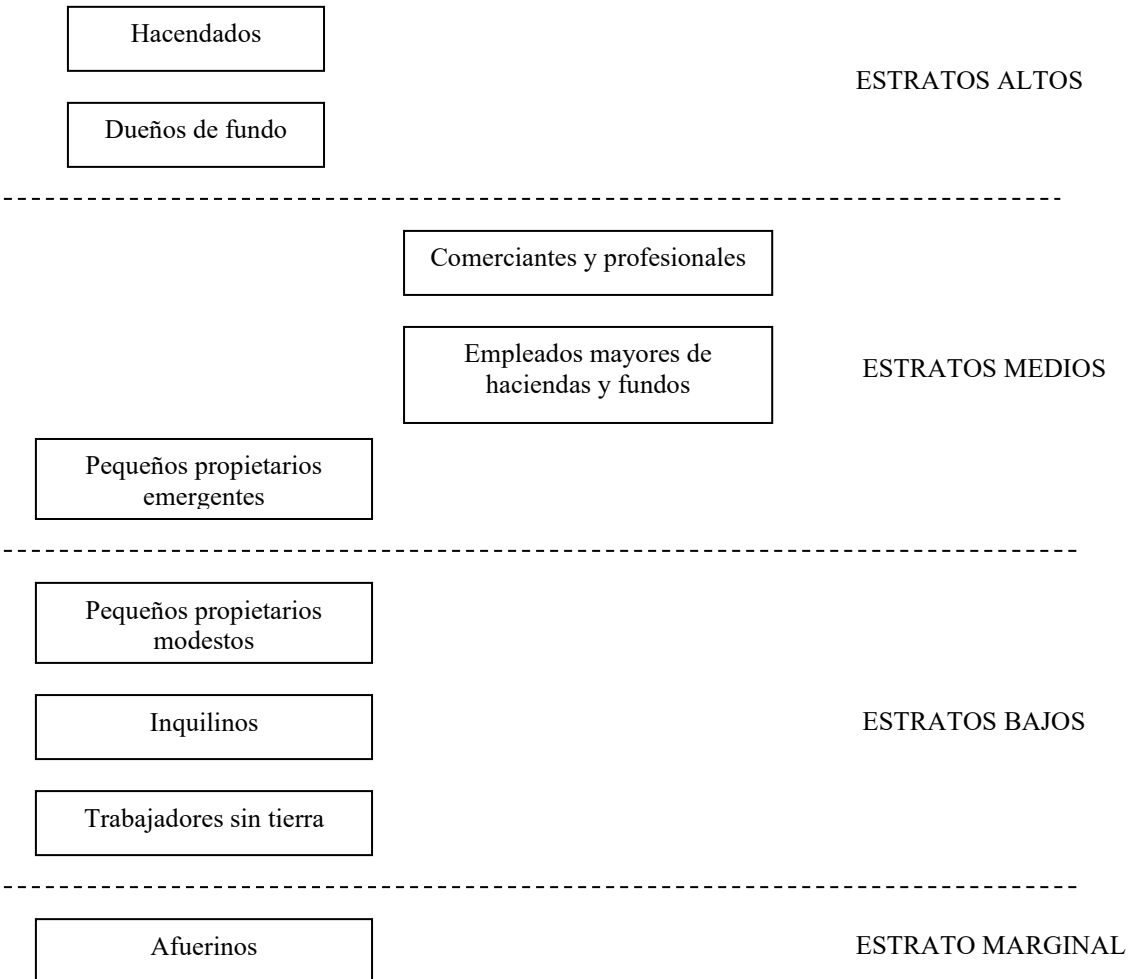 Hacendados
ESTRATOS ALTOS
Dueños de fundo
Comerciantes y profesionales
Empleados mayores de
haciendas y fundos
ESTRATOS MEDIOS
Pequeños propietarios
emergentes
Pequeños propietarios
modestos
Inquilinos
ESTRATOS BAJOS
Trabajadores sin tierra
Afuerinos
ESTRATO MARGINAL